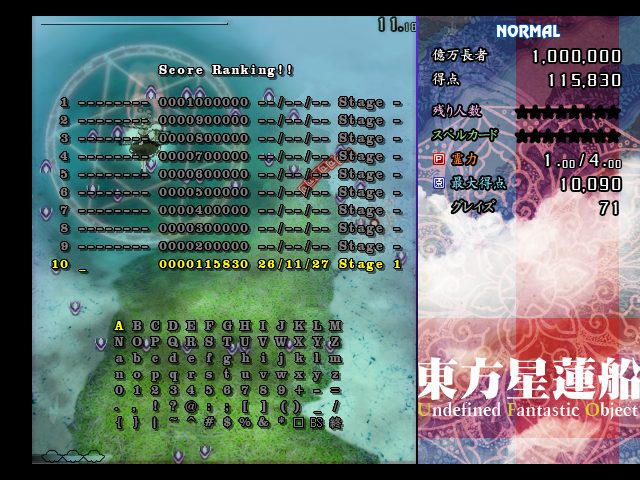 11.18
Score Ranking!!
1 -------- 0001000000 --/--/-- Stage -
2 -------- 0000900000 --/--/-- Stage -
3 -------- 0000800000 --/--/-- Stage -
4 -------- 0000700000 --/--/-- Stage -
5 -------- 0000600000 --/--/-- Stage -
6 -------- 0000500000 --/--/-- Stage -
7 -------- 0000400000 --/--/-- Stage -
8 -------- 0000300000 --/--/-- Stage -
9 -------- 0000200000 --/--/-- Stage -
10 _ 0000115830 26/11/27 Stage 1
A B C D E F G H I J K L M
N O P Q R S T U V W X Y Z
a b c d e f g h i j k l m
n o p q r s t u v w x y z
0 1 2 3 4 5 6 7 8 9 + - =
. , ! ? @ : ; [ ] ( ) _ /
{ } | ~ ^ # $ % & * □ BS 終
NORMAL
億万長者 1,000,000
得点 115,830
残り人数 ★★★★★★★★
スペルカード ★★★★★★★★
P 霊力 1.00/4.00
点 最大得点 10,090
グレイズ 71
東方星蓮船
Undefined Fantastic Object